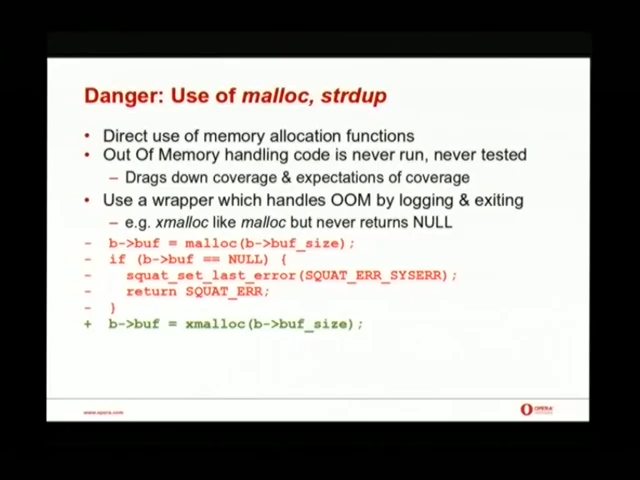 Danger: Use of malloc, strdup
• Direct use of memory allocation functions
• Out Of Memory handling code is never run, never tested
– Drags down coverage & expectations of coverage
• Use a wrapper which handles OOM by logging & exiting
– e.g. xmalloc like malloc but never returns NULL
- b->buf = malloc(b->buf_size);
- if (b->buf == NULL) {
- squat_set_last_error(SQUAT_ERR_SYSERR);
- return SQUAT_ERR;
- }
+ b->buf = xmalloc(b->buf_size);
www.opera.com
OPERA